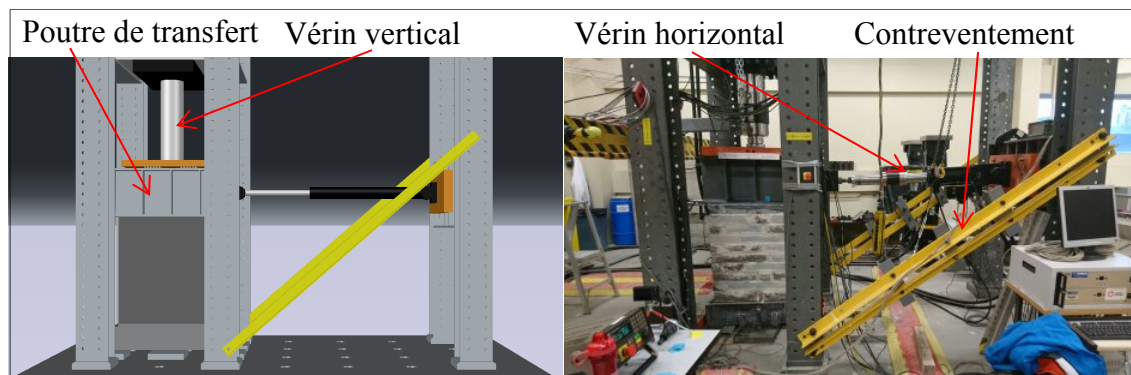 Poutre de transfert
Vérin vertical
Vérin horizontal
Contreventement